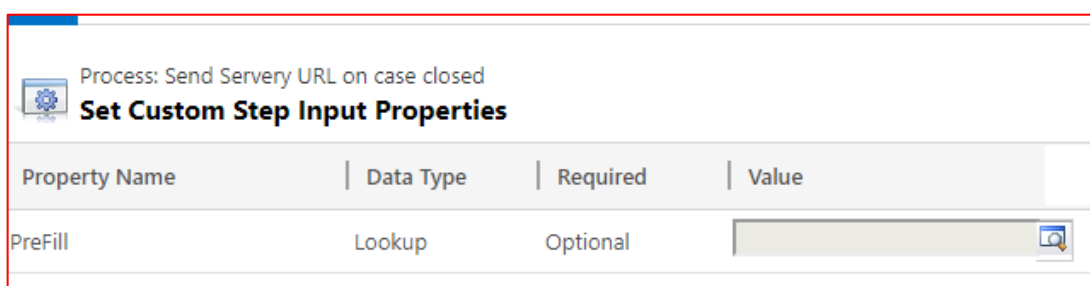 Process: Send Servery URL on case closed
Set Custom Step Input Properties
Property Name Data Type Required Value
PreFill Lookup Optional